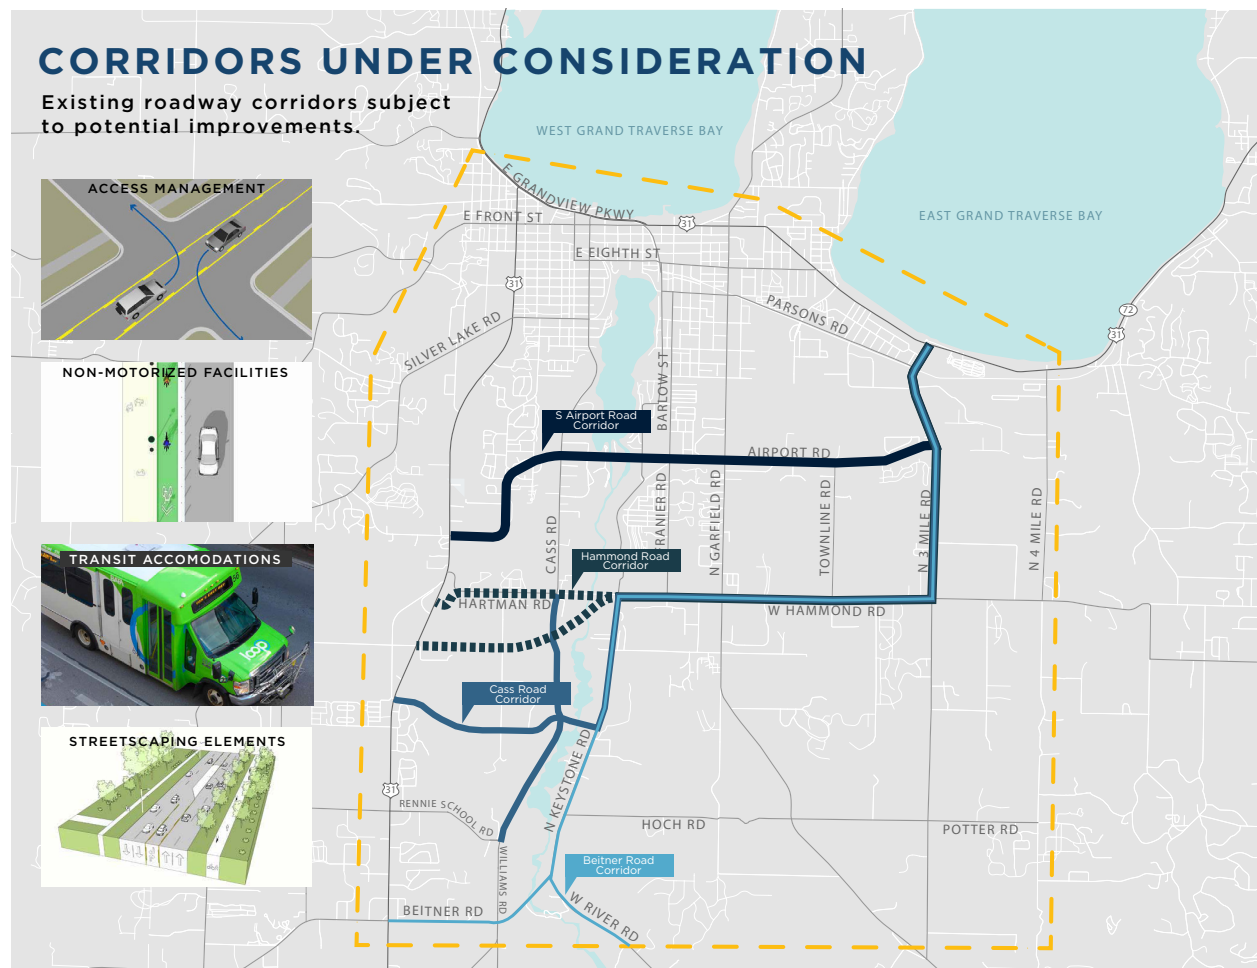 CORRIDORS UNDER CONSIDERATION
Existing roadway corridors subject
to potential improvements.
ACCESS MANAGEMENT
NON-MOTORIZED FACILITIES
TRANSIT ACCOMODATIONS
loop
STREETSCAPING ELEMENTS
WEST GRAND TRAVERSE BAY
EAST GRAND TRAVERSE BAY
E GRANDVIEW PKWY
E FRONT ST
31
E EIGHTH ST
31
72
31
PARSONS RD
SILVER LAKE RD
BARLOW ST
S Airport Road
Corridor
AIRPORT RD
CASS RD
RANIER RD
N GARFIELD RD
TOWNLINE RD
N 3 MILE RD
N 4 MILE RD
Hammond Road
Corridor
HARTMAN RD
W HAMMOND RD
Cass Road
Corridor
N KEYSTONE RD
31
RENNIE SCHOOL RD
HOCH RD
POTTER RD
WILLIAMS RD
Beitner Road
Corridor
BEITNER RD
W RIVER RD